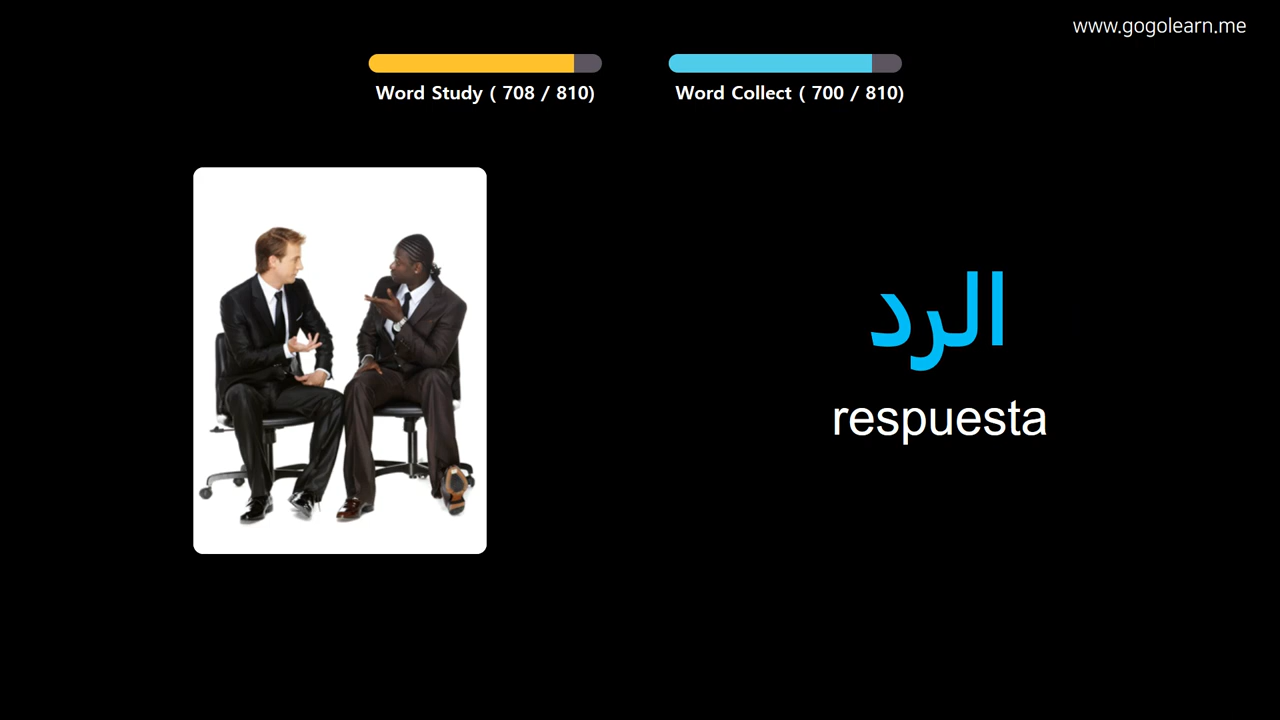 www.gogolearn.me
Word Study ( 708 / 810)
Word Collect ( 700 / 810)
الرد
respuesta